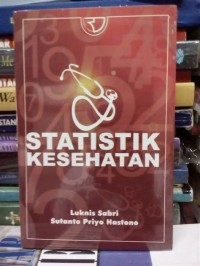 STATISTIK
KESEHATAN
Luknis Sabri
Sutanto Priyo Hastono